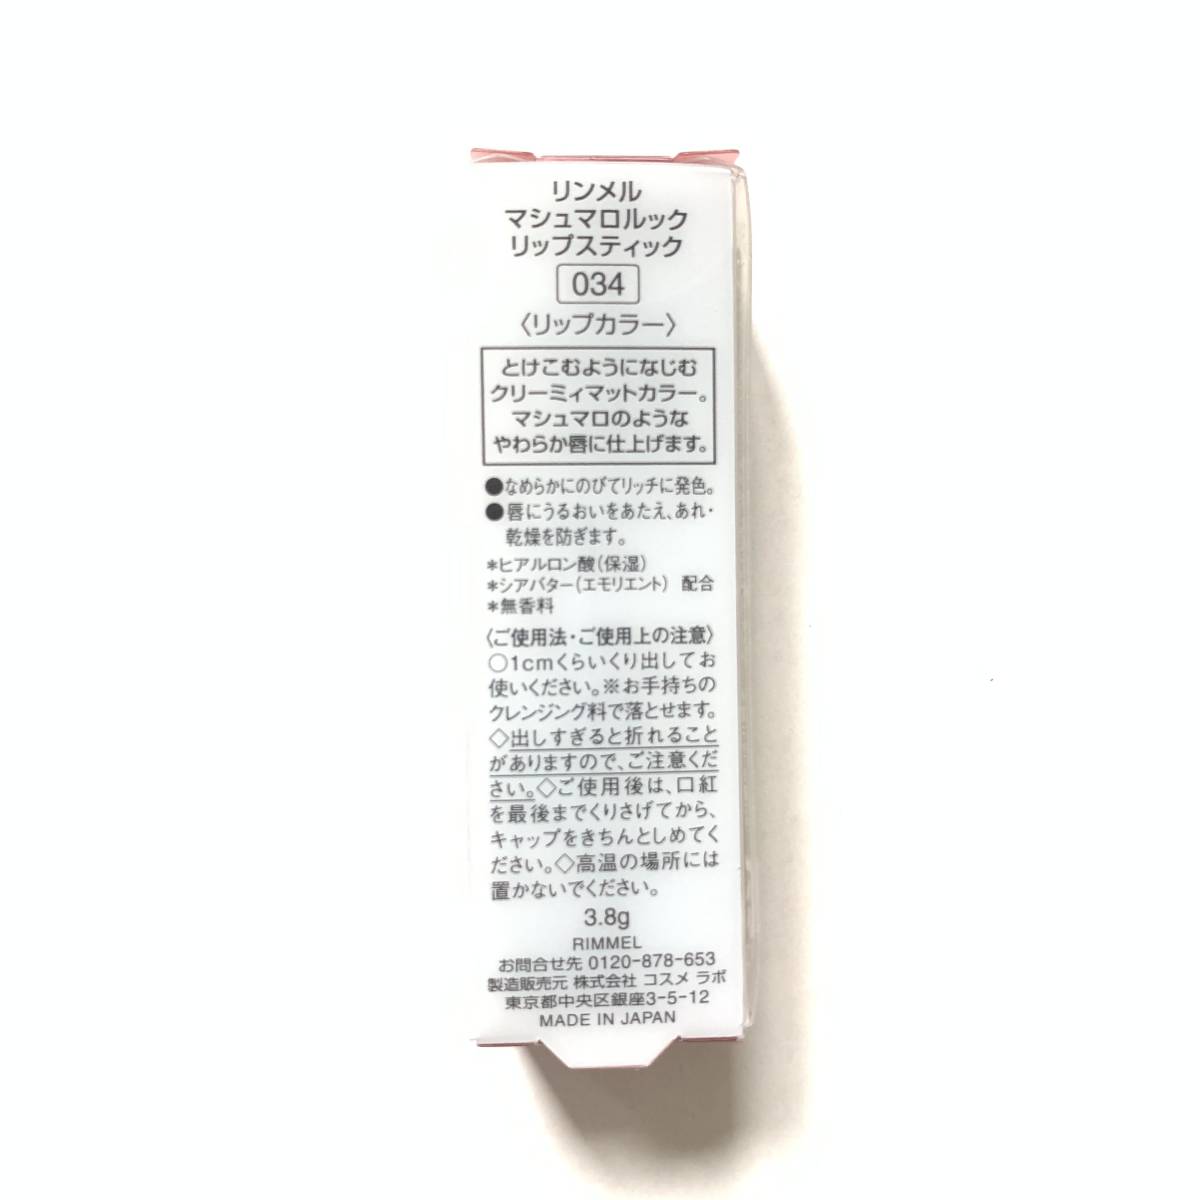 リンメル
マシュマロルック
リップスティック
034
〈リップカラー〉
とけこむようになじむ
クリーミィマットカラー。
マシュマロのような
やわらか唇に仕上げます。
●なめらかにのびてリッチに発色。
●唇にうるおいをあたえ、あれ・
乾燥を防ぎます。
*ヒアルロン酸(保湿)
*シアバター(エモリエント) 配合
*無香料
〈ご使用法・ご使用上の注意〉
○1cmくらいくり出してお
使いください。※お手持ちの
クレンジング料で落とせます。
◇出しすぎると折れること
がありますので、ご注意くだ
さい。◇ご使用後は、口紅
を最後までくりさげてから、
キャップをきちんとしめてく
ださい。◇高温の場所には
置かないでください。
3.8g
RIMMEL
お問合せ先 0120-878-653
製造販売元 株式会社 コスメ ラボ
東京都中央区銀座3-5-12
MADE IN JAPAN